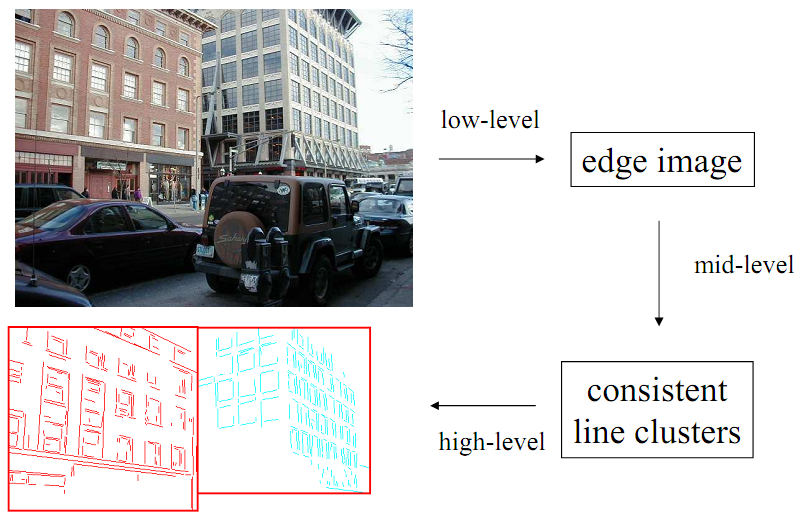 low-level
edge image
mid-level
consistent
line clusters
high-level